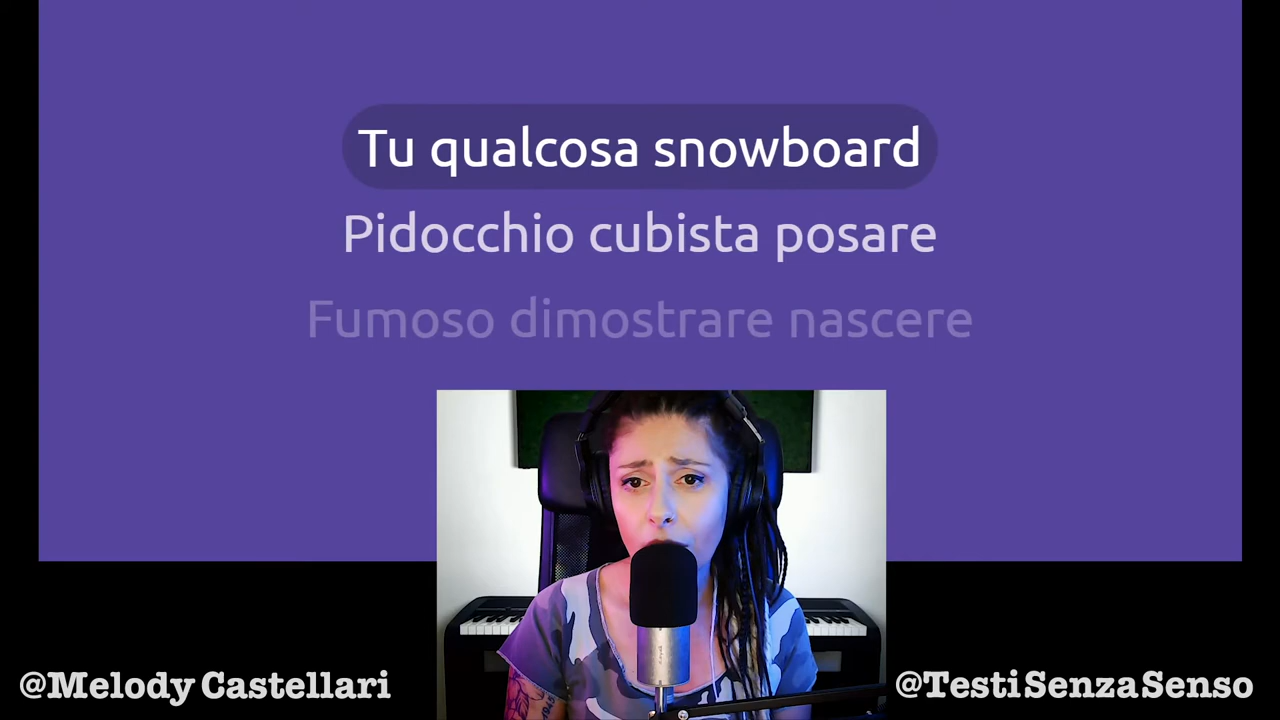 Tu qualcosa snowboard
Pidocchio cubista posare
Fumoso dimostrare nascere
@Melody Castellari
@TestiSenzaSenso